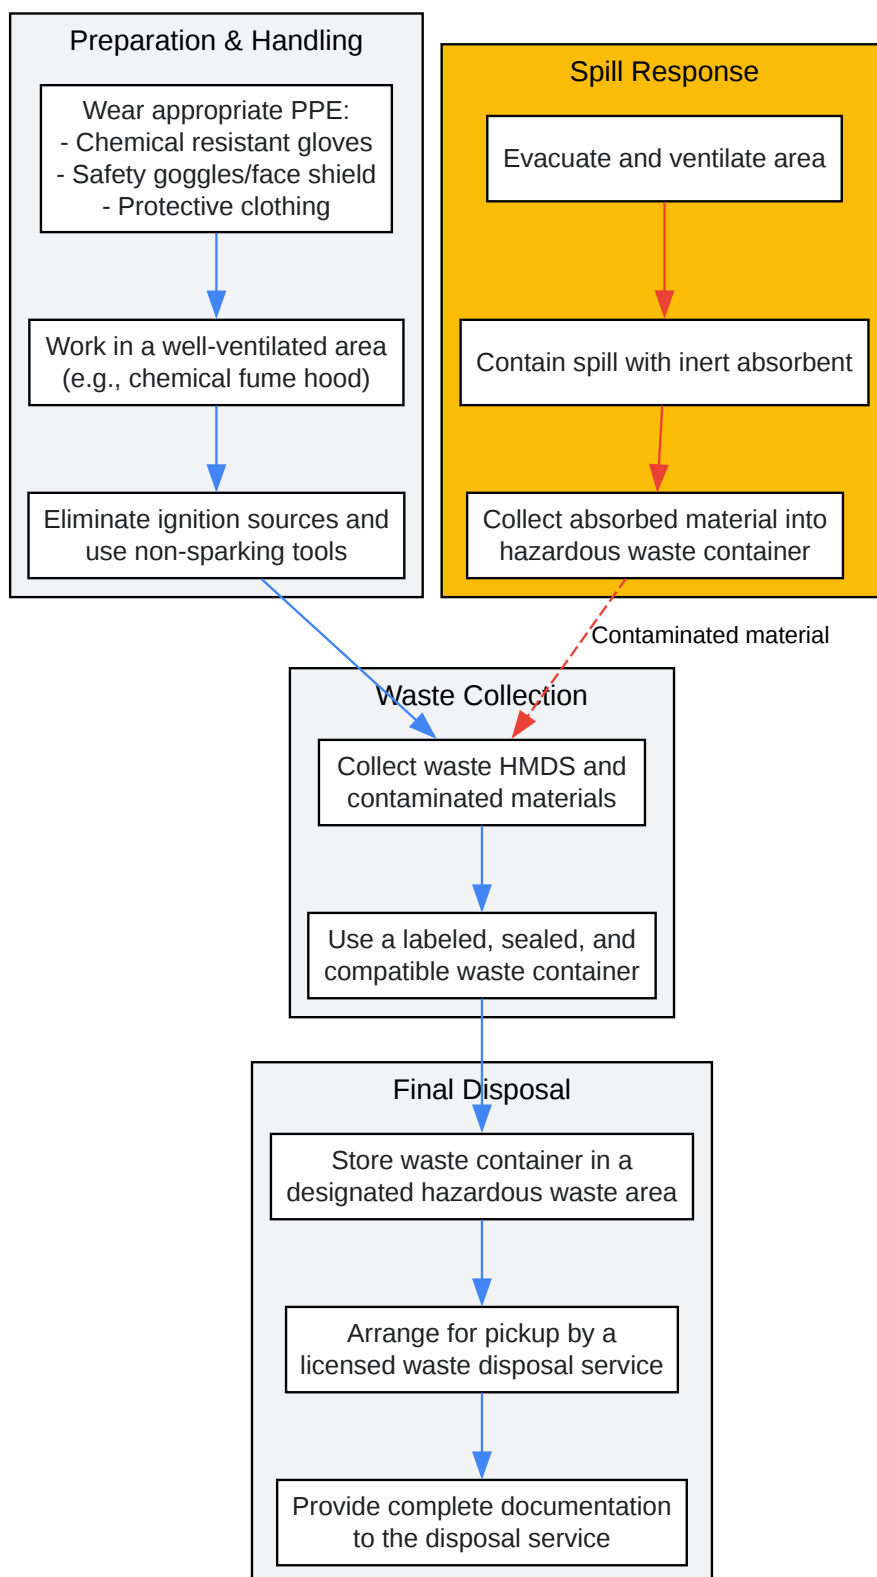 Preparation & Handling
Wear appropriate PPE:
- Chemical resistant gloves
- Safety goggles/face shield
- Protective clothing
Work in a well-ventilated area
(e.g., chemical fume hood)
Eliminate ignition sources and
use non-sparking tools
Spill Response
Evacuate and ventilate area
Contain spill with inert absorbent
Collect absorbed material into
hazardous waste container
Contaminated material
Waste Collection
Collect waste HMDS and
contaminated materials
Use a labeled, sealed, and
compatible waste container
Final Disposal
Store waste container in a
designated hazardous waste area
Arrange for pickup by a
licensed waste disposal service
Provide complete documentation
to the disposal service